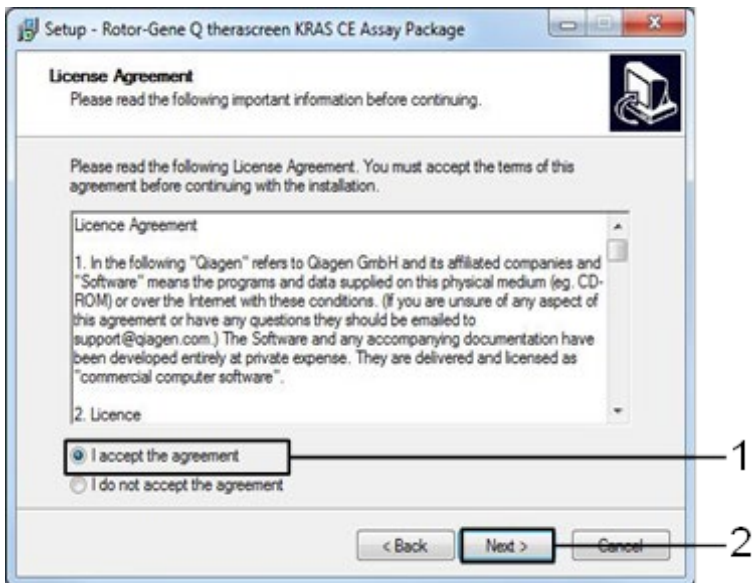 Setup - Rotor-Gene Q therascreen KRAS CE Assay Package
License Agreement
Please read the following important information before continuing.
Please read the following License Agreement. You must accept the terms of this
agreement before continuing with the installation.
Licence Agreement
1. In the following "Qiagen" refers to Qiagen GmbH and its affiliated companies and
"Software" means the programs and data supplied on this physical medium (eg. CD-
ROM) or over the Internet with these conditions. (If you are unsure of any aspect of
this agreement or have any questions they should be emailed to
support@qiagen.com.) The Software and any accompanying documentation have
been developed entirely at private expense. They are delivered and licensed as
"commercial computer software".
2. Licence
I accept the agreement
1
I do not accept the agreement
< Back
Next >
Cancel
2